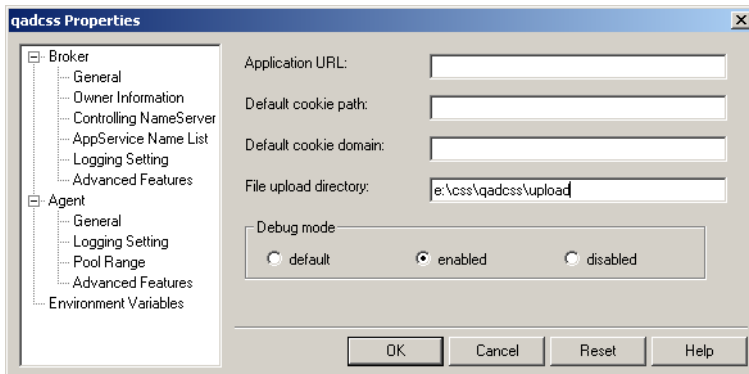 qadcss Properties
Broker
General
Owner Information
Controlling NameServer
AppService Name List
Logging Setting
Advanced Features
Agent
General
Logging Setting
Pool Range
Advanced Features
Environment Variables
Application URL:
Default cookie path:
Default cookie domain:
File upload directory: e:\css\qadcss\upload
Debug mode
default enabled disabled
OK Cancel Reset Help